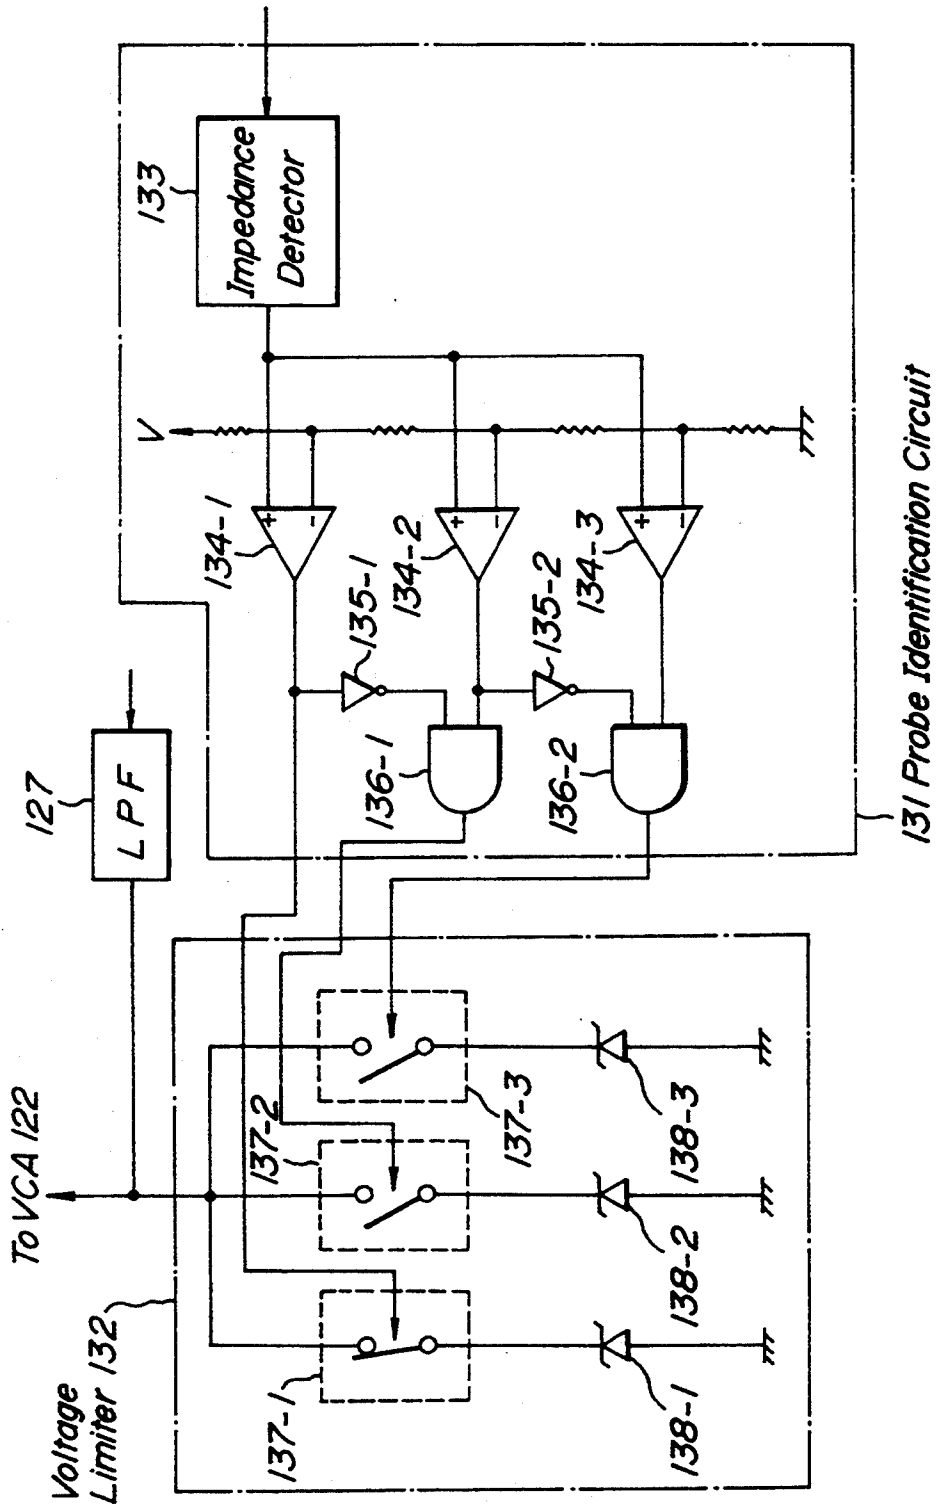 Voltage
Limiter 132
To VCA 122
127
LPF
133
Impedance
Detector
V
134-1
+
-
134-2
+
-
134-3
+
-
135-1
135-2
136-1
136-2
137-1
137-2
137-3
138-1
138-2
138-3
131 Probe Identification Circuit